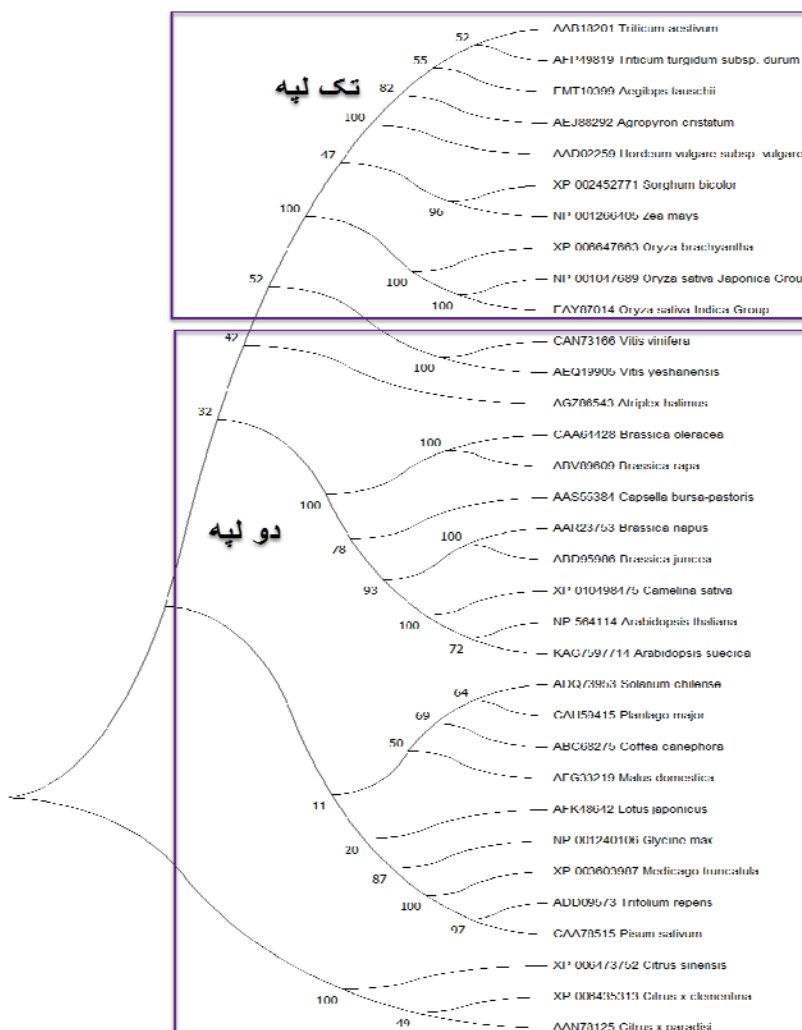 AAB18201 Triticum aestivum
52
AFP49819 Triticum turgidum subsp. durum
55
EMT10399 Aegilops tauschii
تک لپه
82
AEJ88292 Agropyron cristatum
100
AAD02259 Hordeum vulgare subsp. vulgare
47
XP 002452771 Sorghum bicolor
96
NP 001266405 Zea mays
100
XP 006647663 Oryza brachyantha
100
NP 001047689 Oryza sativa Japonica Grou
100
EAY87014 Oryza sativa Indica Group
52
CAN73166 Vitis vinifera
100
AEQ19905 Vitis yeshanensis
42
AGZ86543 Atriplex halimus
32
CAA64428 Brassica oleracea
100
ABV89609 Brassica rapa
100
AAS55384 Capsella bursa-pastoris
دو لپه
78
AAR23753 Brassica napus
100
ABD95986 Brassica juncea
93
XP 010498475 Camelina sativa
100
NP 564114 Arabidopsis thaliana
72
KAG7597714 Arabidopsis suecica
ADQ73953 Solanum chilense
64
CAH59415 Plantago major
69
ABC68275 Coffea canephora
50
AFG33219 Malus domestica
11
AFK48642 Lotus japonicus
20
NP 001240106 Glycine max
87
XP 003603987 Medicago truncatula
100
ADD09573 Trifolium repens
97
CAA78515 Pisum sativum
XP 006473752 Citrus sinensis
100
XP 006435313 Citrus x clementina
49
AAN78125 Citrus x paradisi